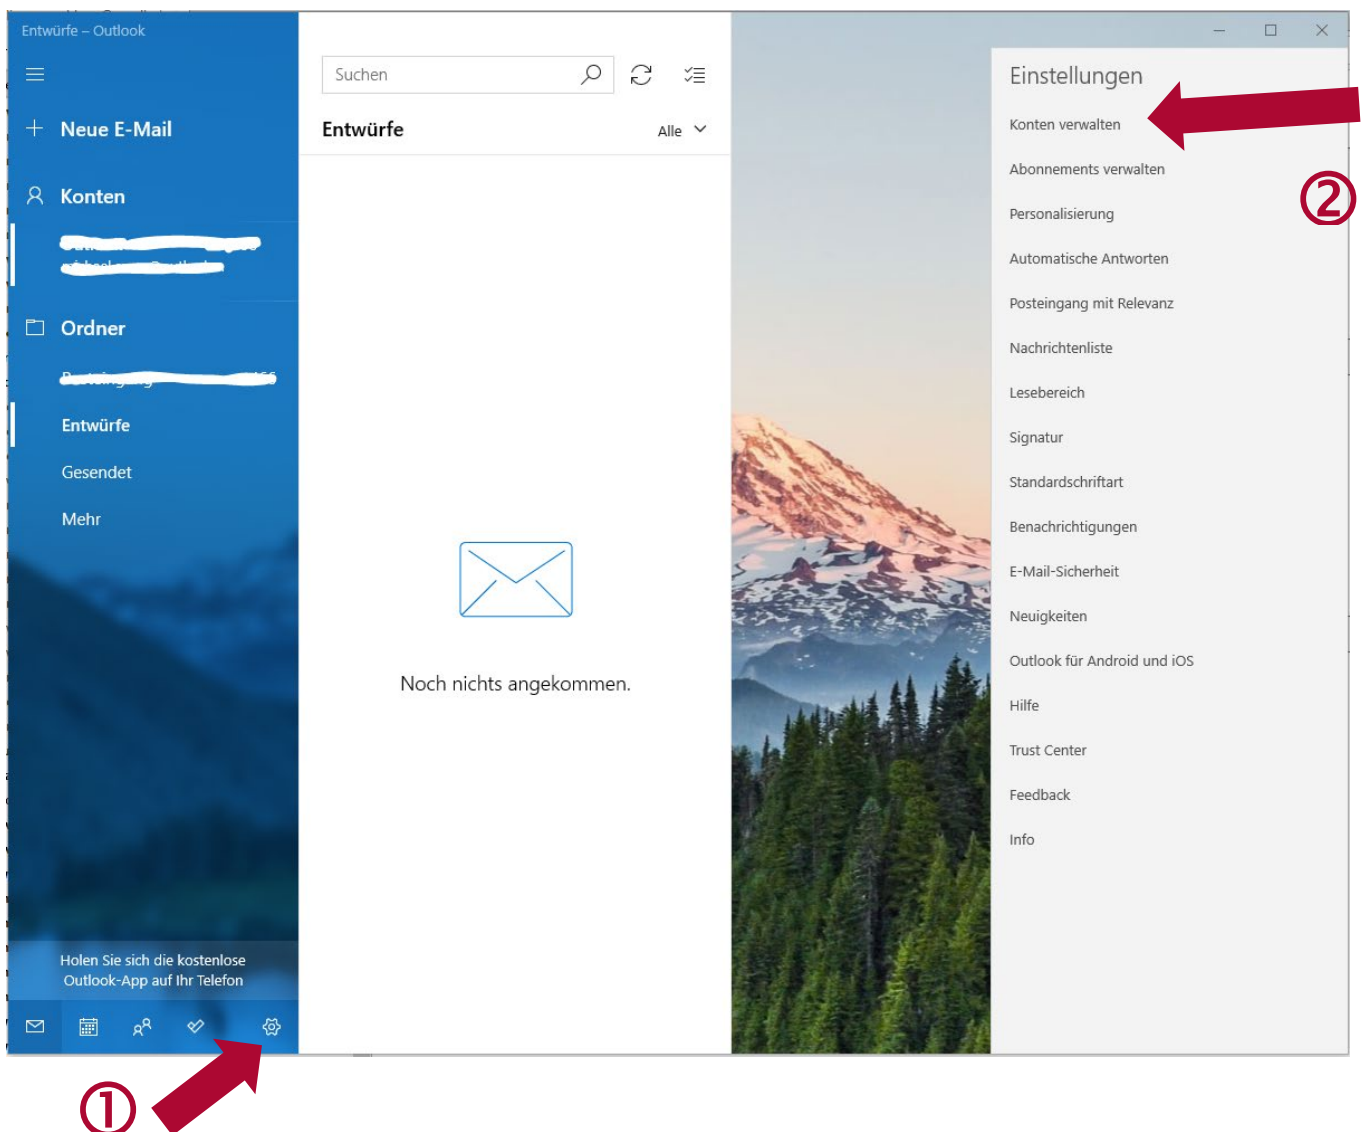 Entwürfe – Outlook
Neue E-Mail
Konten
Ordner
Entwürfe
Gesendet
Mehr
Holen Sie sich die kostenlose
Outlook-App auf Ihr Telefon
①
Suchen
Entwürfe
Alle
Noch nichts angekommen.
Einstellungen
Konten verwalten
②
Abonnements verwalten
Personalisierung
Automatische Antworten
Posteingang mit Relevanz
Nachrichtenliste
Lesebereich
Signatur
Standardschriftart
Benachrichtigungen
E-Mail-Sicherheit
Neuigkeiten
Outlook für Android und iOS
Hilfe
Trust Center
Feedback
Info